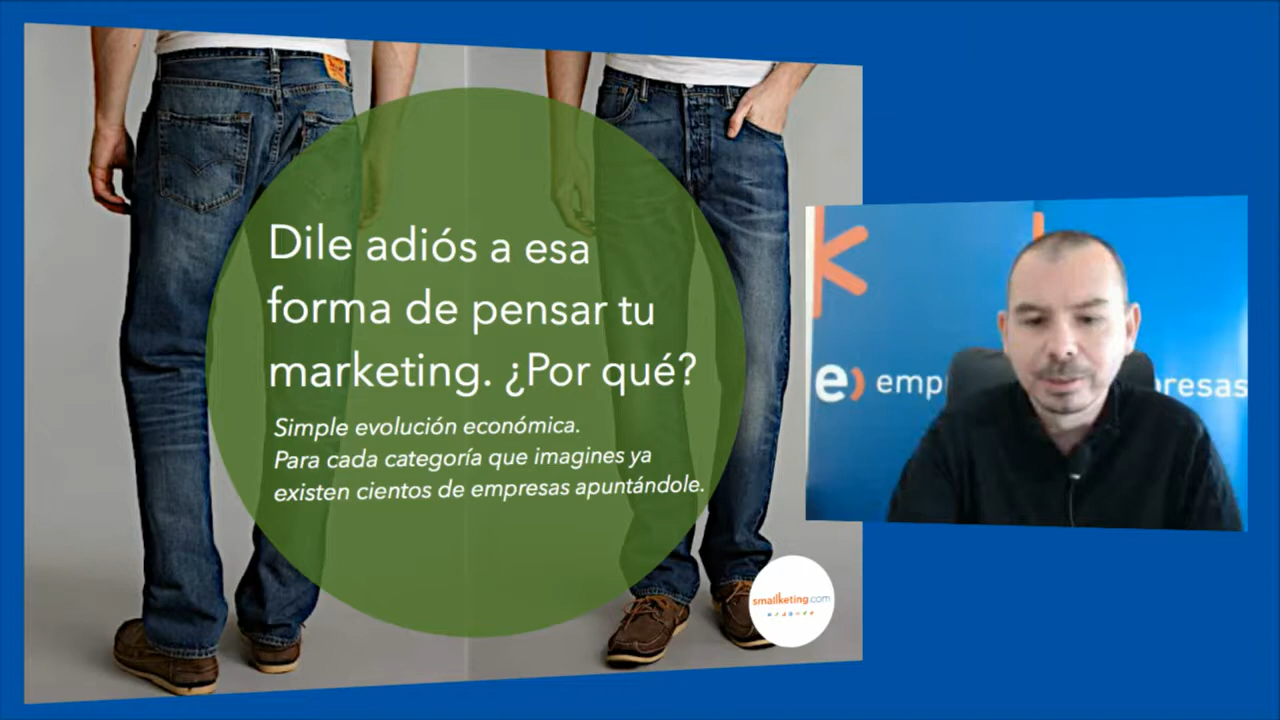 Dile adiós a esa
forma de pensar tu
marketing. ¿Por qué?
Simple evolución económica.
Para cada categoría que imagines ya
existen cientos de empresas apuntándole.
smallketing.com
k
e) emp
presas